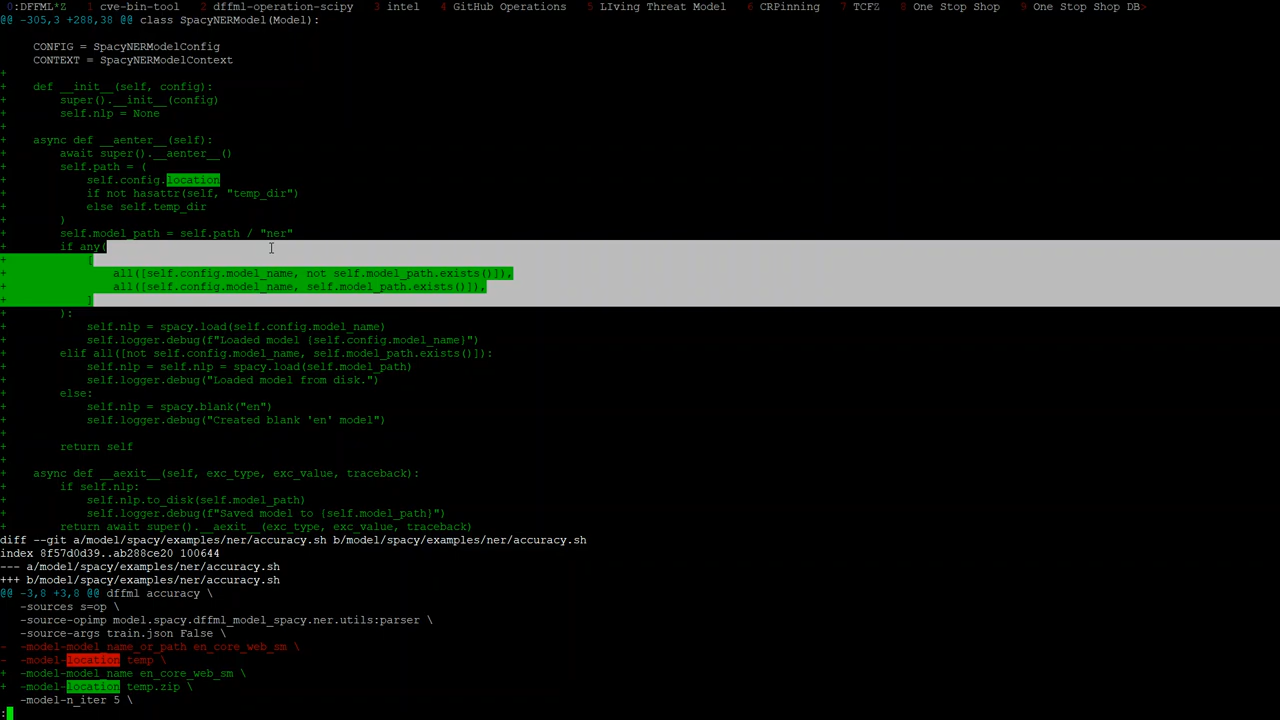 0:DFFML*Z  1 cve-bin-tool  2 dffml-operation-scipy  3 intel  4 GitHub Operations  5 LIving Threat Model  6 CRPinning  7 TCFZ  8 One Stop Shop  9 One Stop Shop DB>
@@ -305,3 +288,38 @@ class SpacyNERModel(Model):
    CONFIG = SpacyNERModelConfig
    CONTEXT = SpacyNERModelContext
+
+    def __init__(self, config):
+        super().__init__(config)
+        self.nlp = None
+
+    async def __aenter__(self):
+        await super().__aenter__()
+        self.path = (
+            self.config.location
+            if not hasattr(self, "temp_dir")
+            else self.temp_dir
+        )
+        self.model_path = self.path / "ner"
+        if any(
+            [
+                all([self.config.model_name, not self.model_path.exists()]),
+                all([self.config.model_name, self.model_path.exists()]),
+            ]
+        ):
+            self.nlp = spacy.load(self.config.model_name)
+            self.logger.debug(f"Loaded model {self.config.model_name}")
+        elif all([not self.config.model_name, self.model_path.exists()]):
+            self.nlp = self.nlp = spacy.load(self.model_path)
+            self.logger.debug("Loaded model from disk.")
+        else:
+            self.nlp = spacy.blank("en")
+            self.logger.debug("Created blank 'en' model")
+
+        return self
+
+    async def __aexit__(self, exc_type, exc_value, traceback):
+        if self.nlp:
+            self.nlp.to_disk(self.model_path)
+            self.logger.debug(f"Saved model to {self.model_path}")
+        return await super().__aexit__(exc_type, exc_value, traceback)
diff --git a/model/spacy/examples/ner/accuracy.sh b/model/spacy/examples/ner/accuracy.sh
index 8f57d0d39..ab288ce20 100644
--- a/model/spacy/examples/ner/accuracy.sh
+++ b/model/spacy/examples/ner/accuracy.sh
@@ -3,8 +3,8 @@ dffml accuracy \
   -sources s=op \
   -source-opimp model.spacy.dffml_model_spacy.ner.utils:parser \
   -source-args train.json False \
-  -model-model_name_or_path en_core_web_sm \
-  -model-location temp \
+  -model-model_name en_core_web_sm \
+  -model-location temp.zip \
   -model-n_iter 5 \
: